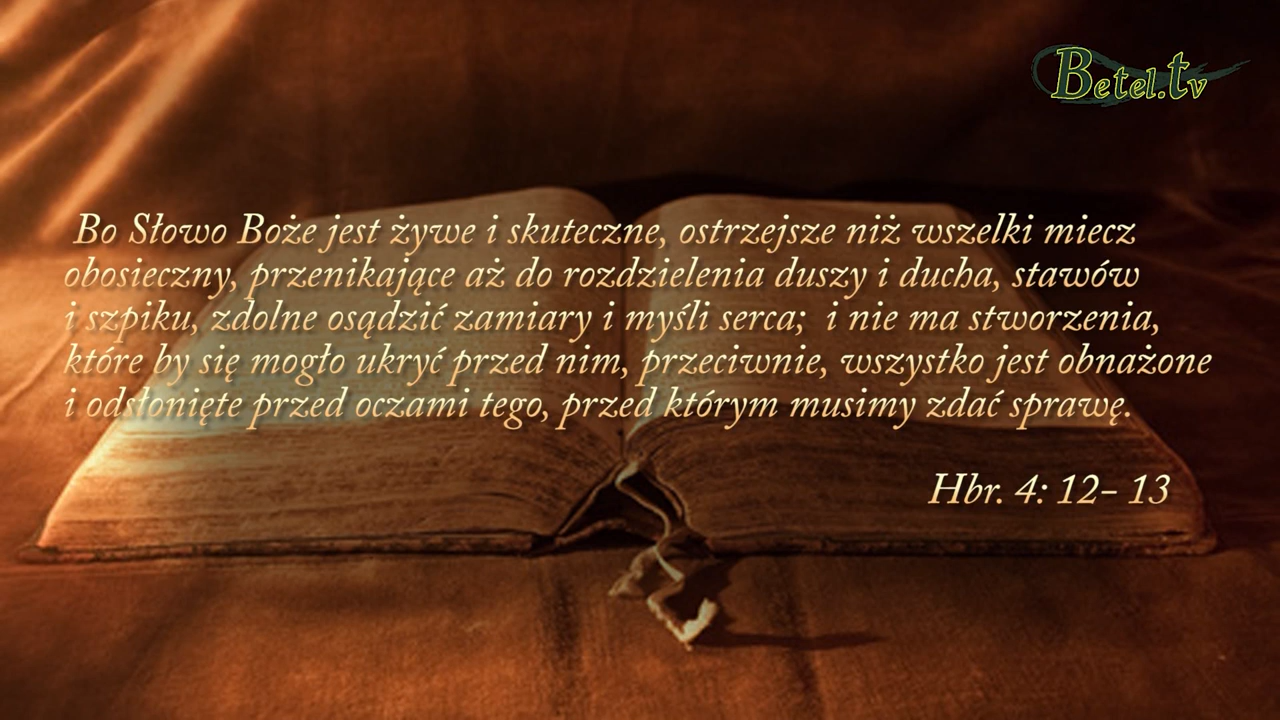 Betel.tv
Bo Słowo Boże jest żywe i skuteczne, ostrzejsze niż wszelki miecz
obosieczny, przenikające aż do rozdzielenia duszy i ducha, stawów
i szpiku, zdolne osądzić zamiary i myśli serca;  i nie ma stworzenia,
które by się mogło ukryć przed nim, przeciwnie, wszystko jest obnażone
i odsłonięte przed oczami tego, przed którym musimy zdać sprawę.
Hbr. 4: 12- 13